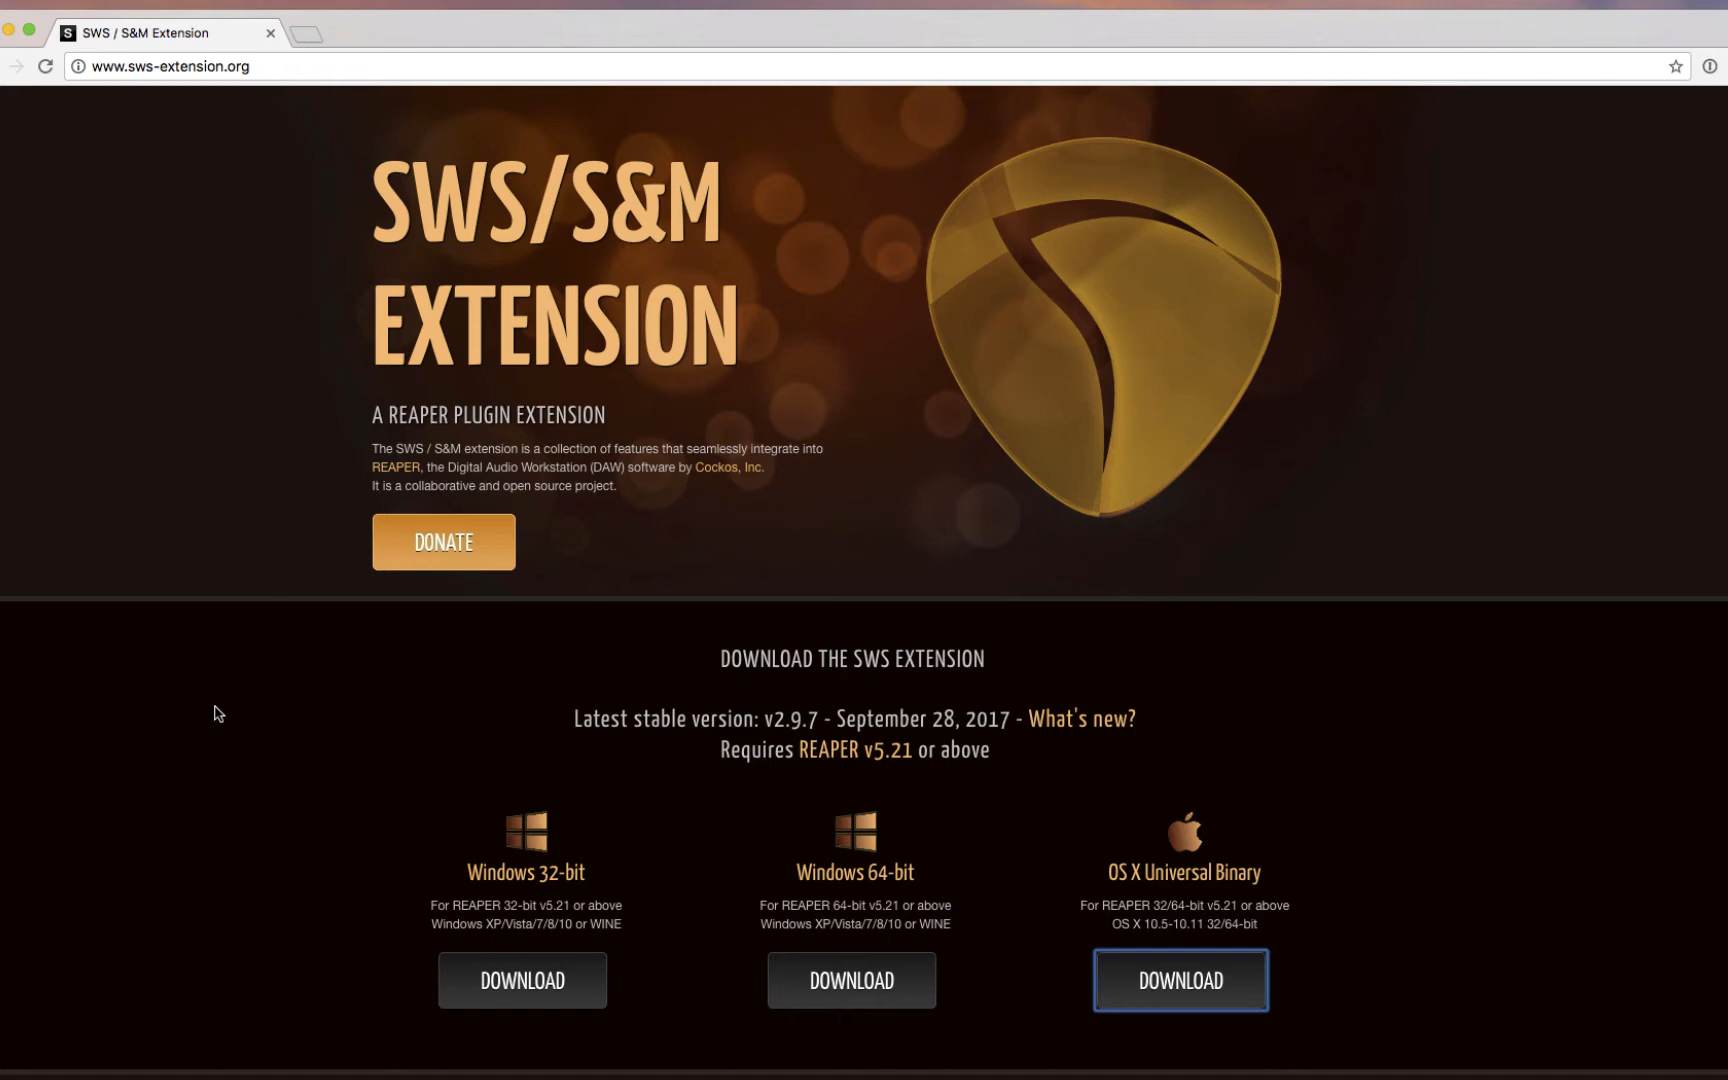 S SWS / S&M Extension
www.sws-extension.org
SWS/S&M
EXTENSION
A REAPER PLUGIN EXTENSION
The SWS / S&M extension is a collection of features that seamlessly integrate into
REAPER, the Digital Audio Workstation (DAW) software by Cockos, Inc.
It is a collaborative and open source project.
DONATE
DOWNLOAD THE SWS EXTENSION
Latest stable version: v2.9.7 - September 28, 2017 - What's new?
Requires REAPER v5.21 or above
Windows 32-bit
For REAPER 32-bit v5.21 or above
Windows XP/Vista/7/8/10 or WINE
DOWNLOAD
Windows 64-bit
For REAPER 64-bit v5.21 or above
Windows XP/Vista/7/8/10 or WINE
DOWNLOAD
OS X Universal Binary
For REAPER 32/64-bit v5.21 or above
OS X 10.5-10.11 32/64-bit
DOWNLOAD